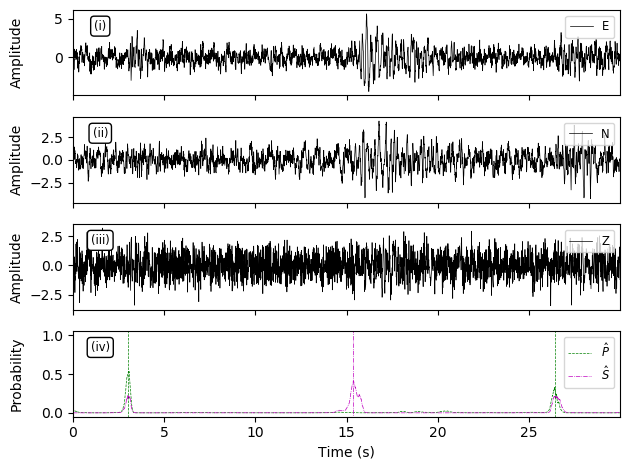 (i)
E
5
0
Amplitude
(ii)
N
2.5
0.0
−2.5
Amplitude
(iii)
Z
2.5
0.0
−2.5
Amplitude
(iv)
P̂
Ŝ
1.0
0.5
0.0
Probability
0 5 10 15 20 25
Time (s)